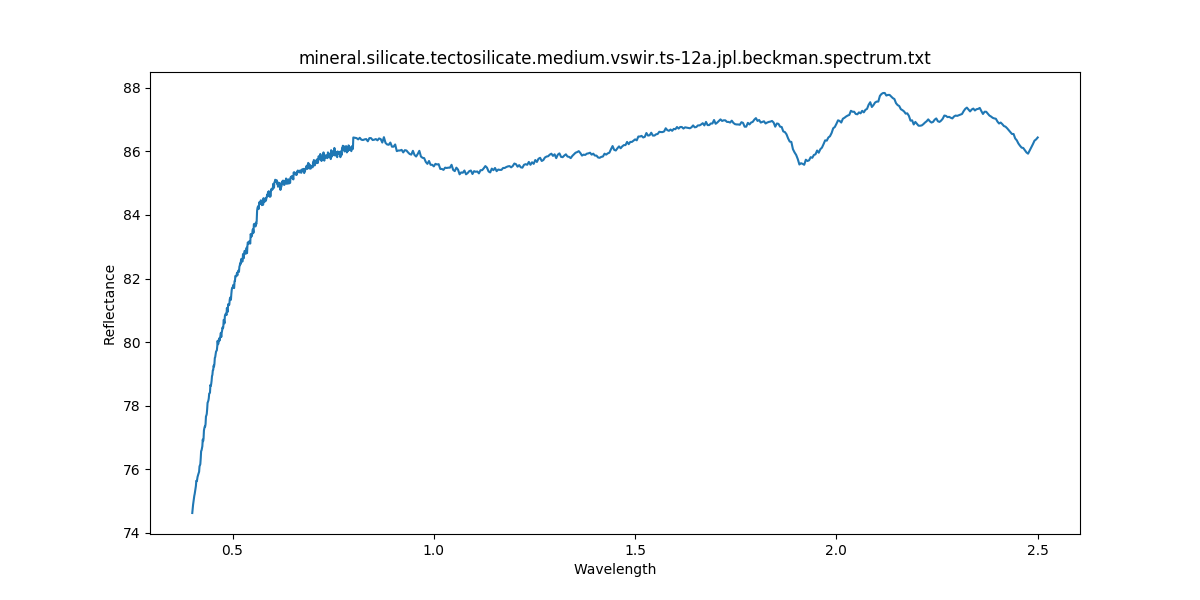 mineral.silicate.tectosilicate.medium.vswir.ts-12a.jpl.beckman.spectrum.txt
88
86
84
82
80
78
76
74
Reflectance
0.5 1.0 1.5 2.0 2.5
Wavelength